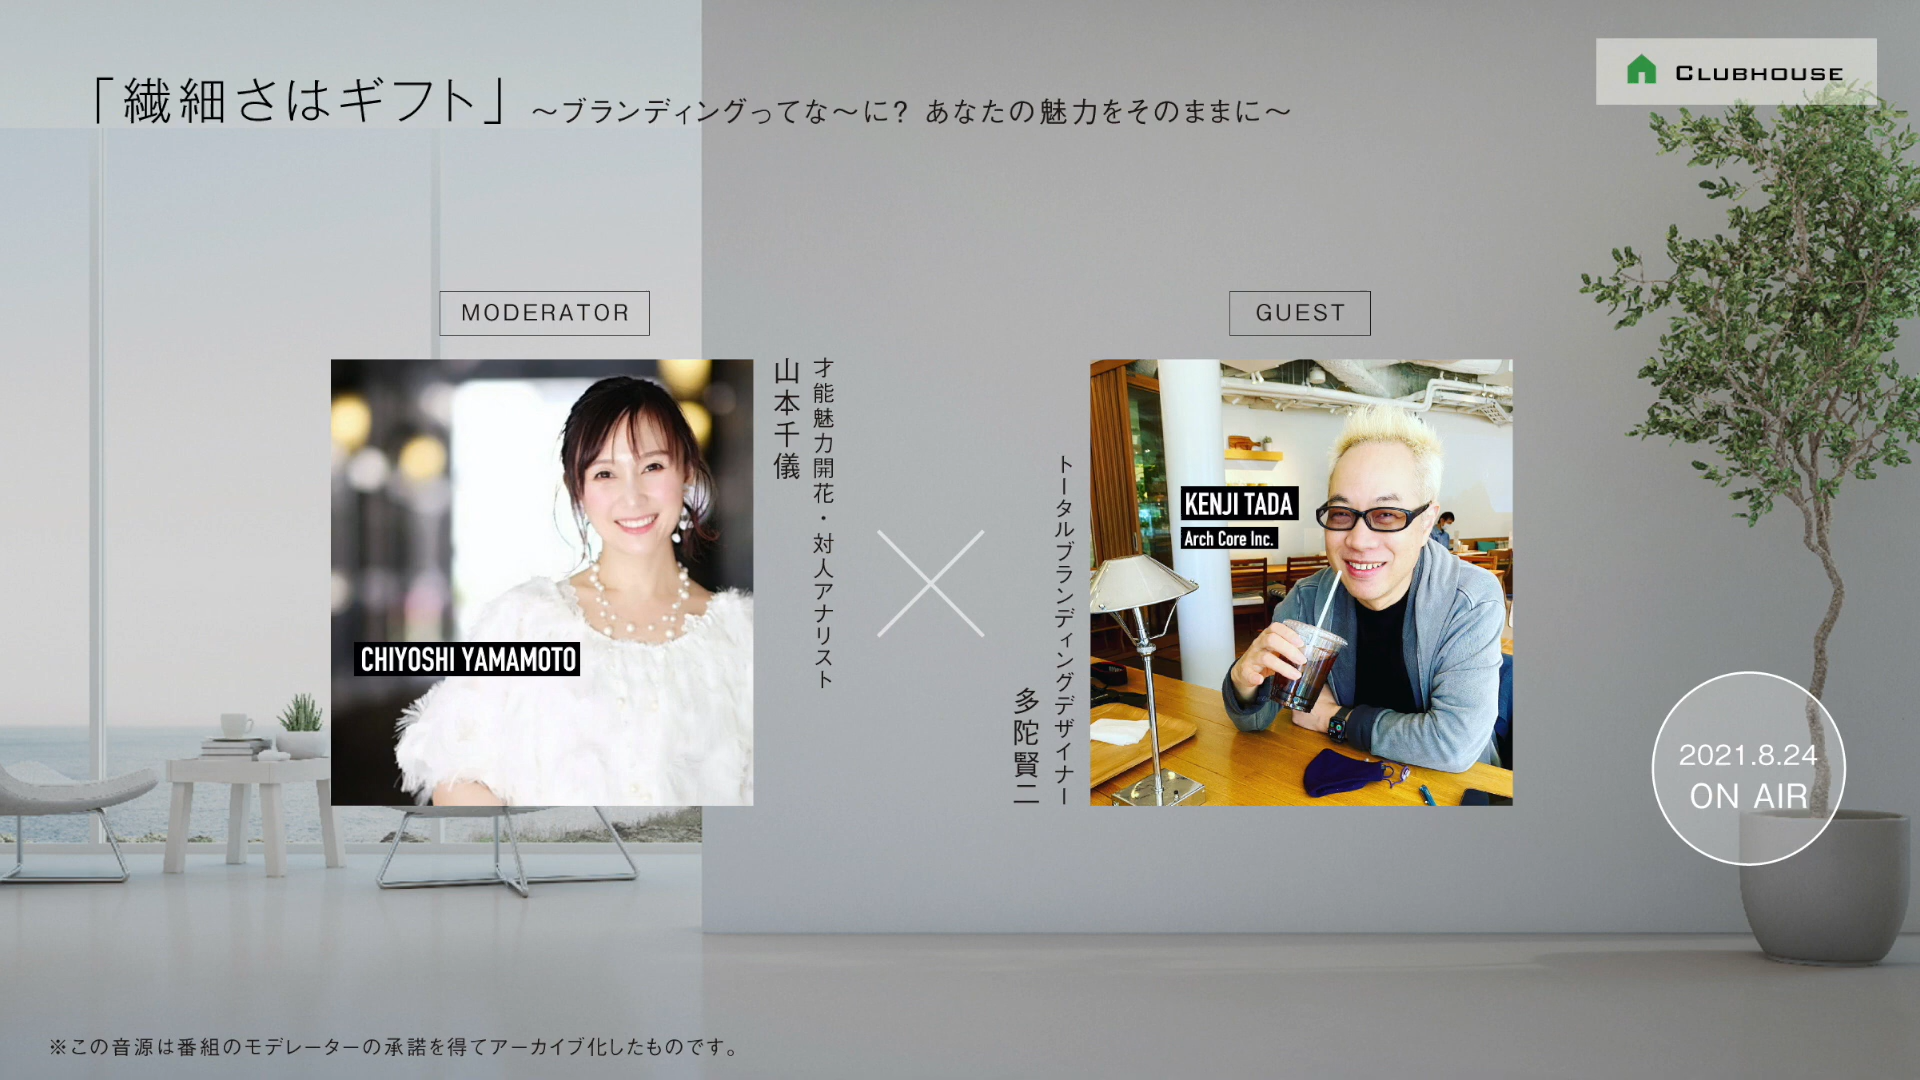 「繊細さはギフト」 〜ブランディングってな〜に? あなたの魅力をそのままに〜
CLUBHOUSE
MODERATOR
才能魅力開花・対人アナリスト
山本千儀
CHIYOSHI YAMAMOTO
GUEST
トータルブランディングデザイナー
多陀賢二
KENJI TADA
Arch Core Inc.
2021.8.24
ON AIR
※この音源は番組のモデレーターの承諾を得てアーカイブ化したものです。